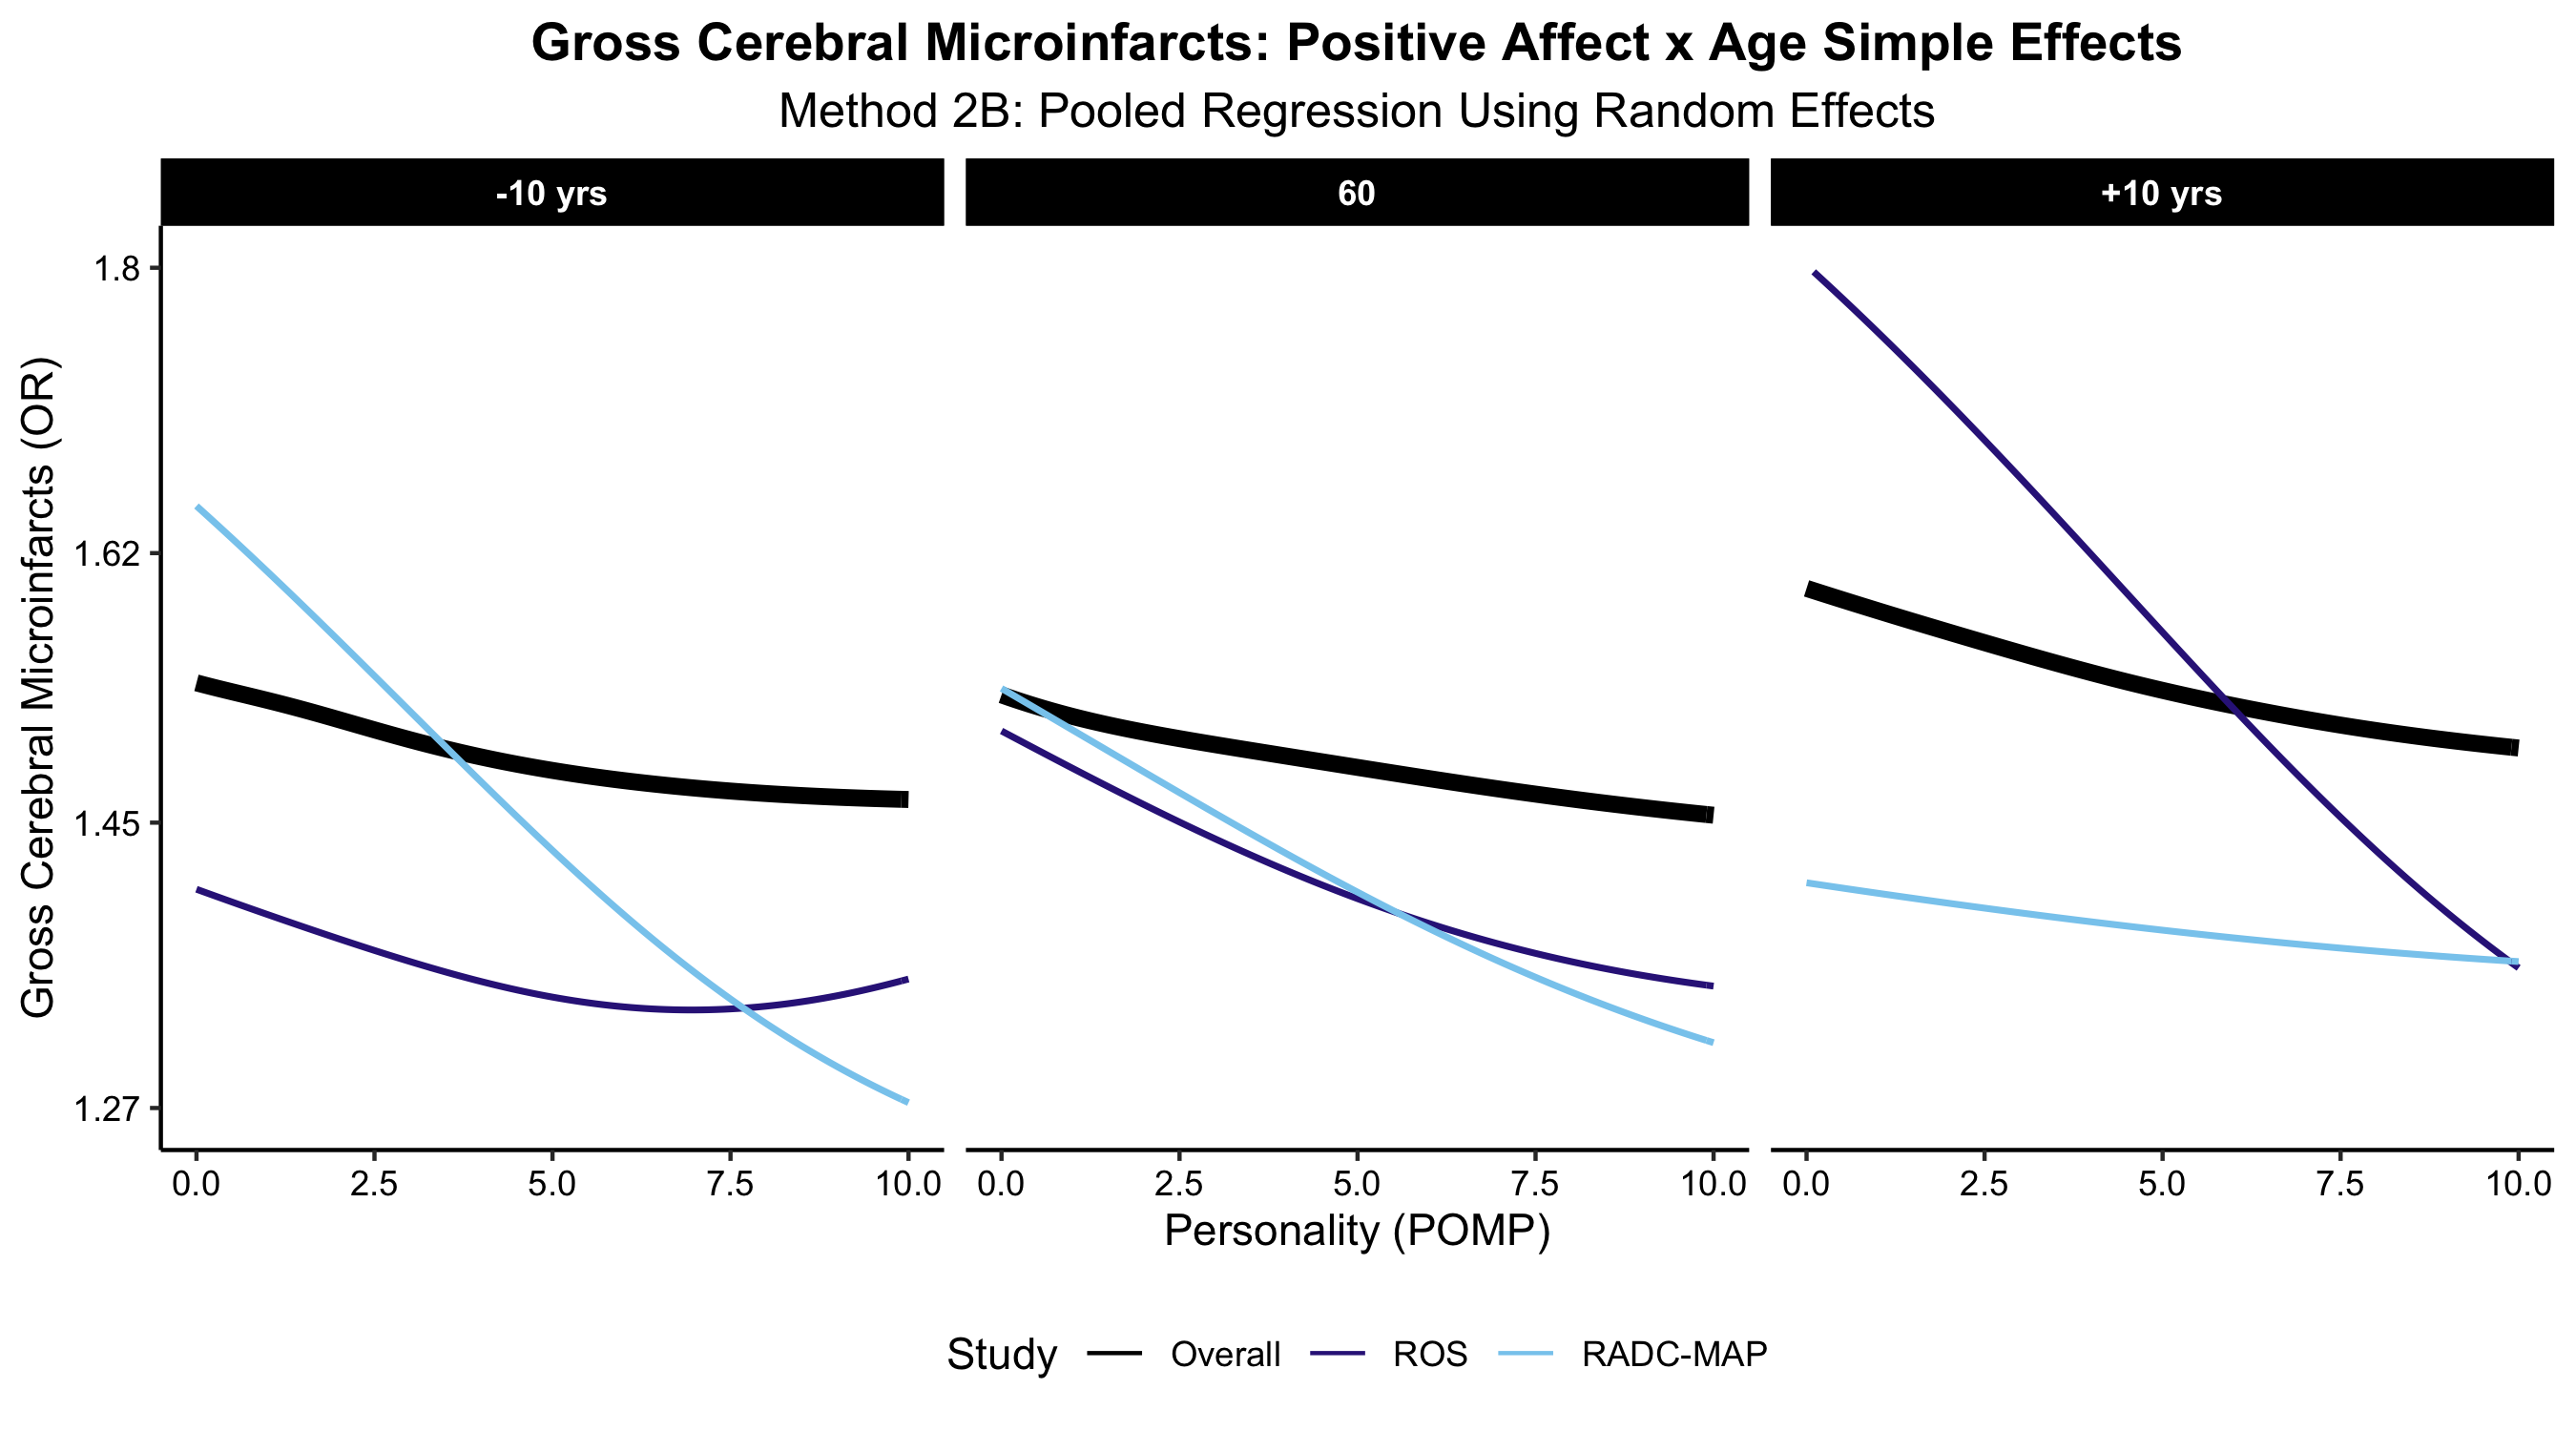 Gross Cerebral Microinfarcts: Positive Affect x Age Simple Effects
Method 2B: Pooled Regression Using Random Effects
-10 yrs
60
+10 yrs
Gross Cerebral Microinfarcts (OR)
1.8
1.62
1.45
1.27
0.0 2.5 5.0 7.5 10.0
0.0 2.5 5.0 7.5 10.0
0.0 2.5 5.0 7.5 10.0
Personality (POMP)
Study Overall ROS RADC-MAP